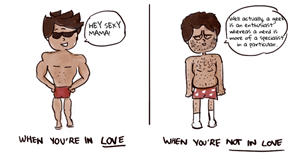 HEY SEXY
MAMA!
Well actually, a geek
is an enthusiast
whereas a nerd is
more of a specialist
in a particular.
WHEN YOU'RE IN LOVE
WHEN YOU'RE NOT IN LOVE